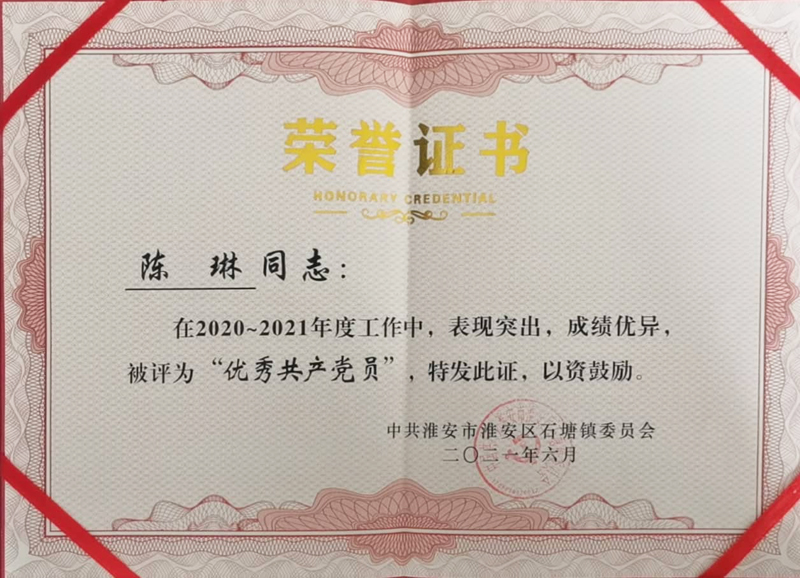 荣誉证书
HONORARY CREDENTIAL
陈 琳同志：
在2020~2021年度工作中，表现突出，成绩优异，
被评为“优秀共产党员”，特发此证，以资鼓励。
中共淮安市淮安区石塘镇委员会
二〇二一年六月